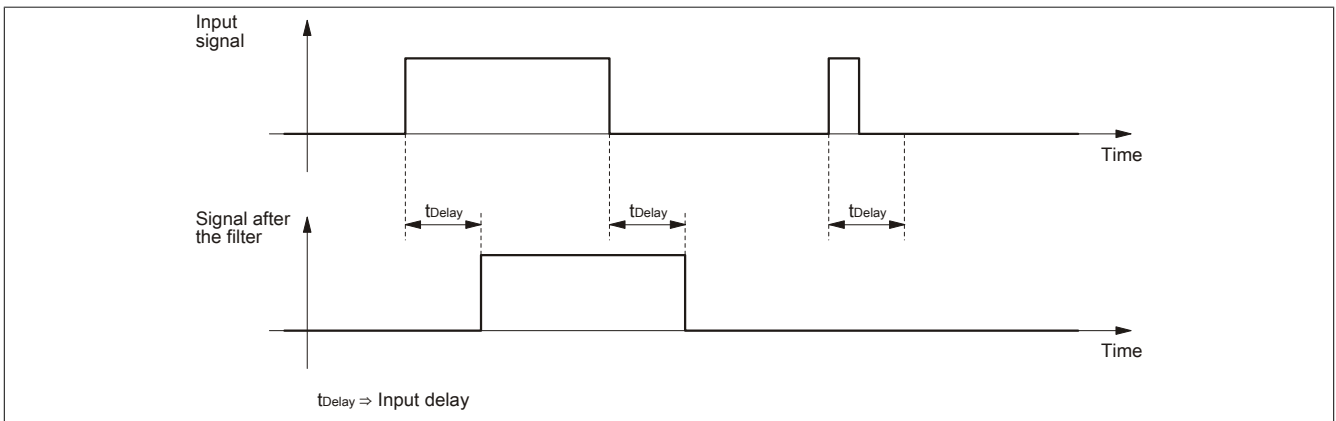 Input
signal
Time
Signal after
the filter
tDelay
tDelay
tDelay
Time
tDelay ⇒ Input delay